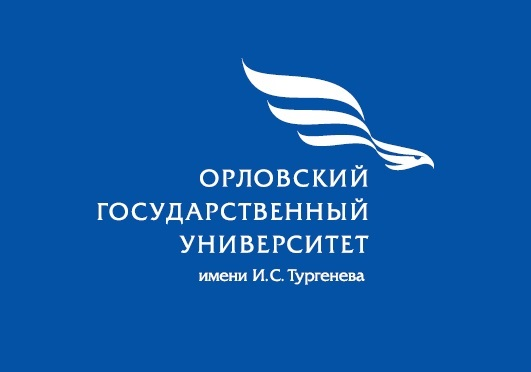 ОРЛОВСКИЙ
ГОСУДАРСТВЕННЫЙ
УНИВЕРСИТЕТ
имени И.С. Тургенева